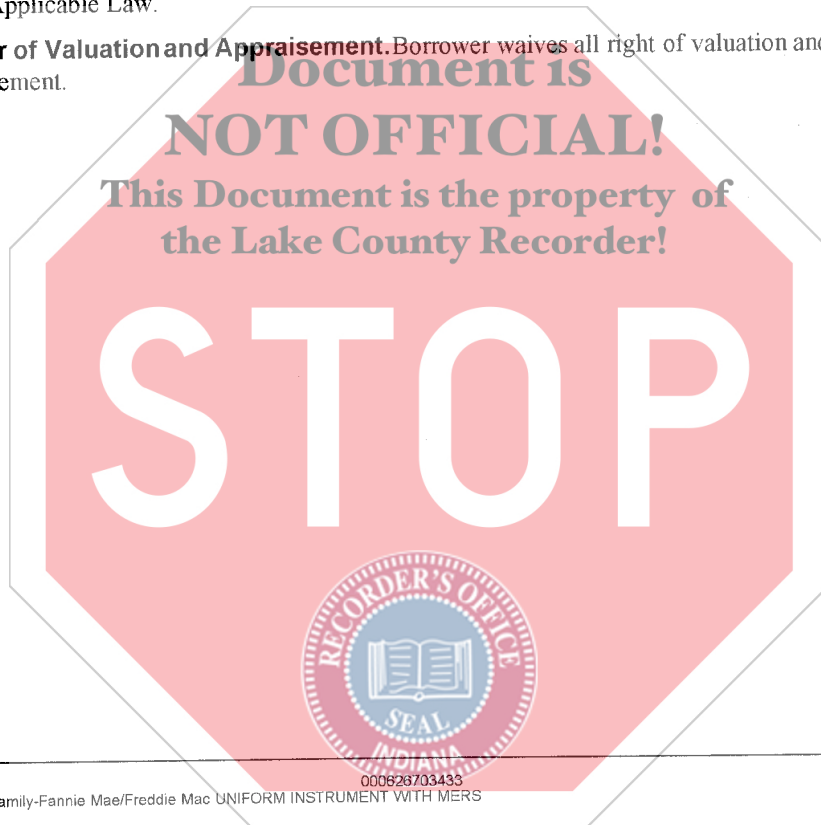 Applicable Law.
r of Valuation and Appraisement. Borrower waives all right of valuation and
ement.
Document is
NOT OFFICIAL!
This Document is the property of
the Lake County Recorder!
STOP
RECORDER'S OFFICE
SEAL
INDIANA
000626703433
amily-Fannie Mae/Freddie Mac UNIFORM INSTRUMENT WITH MERS